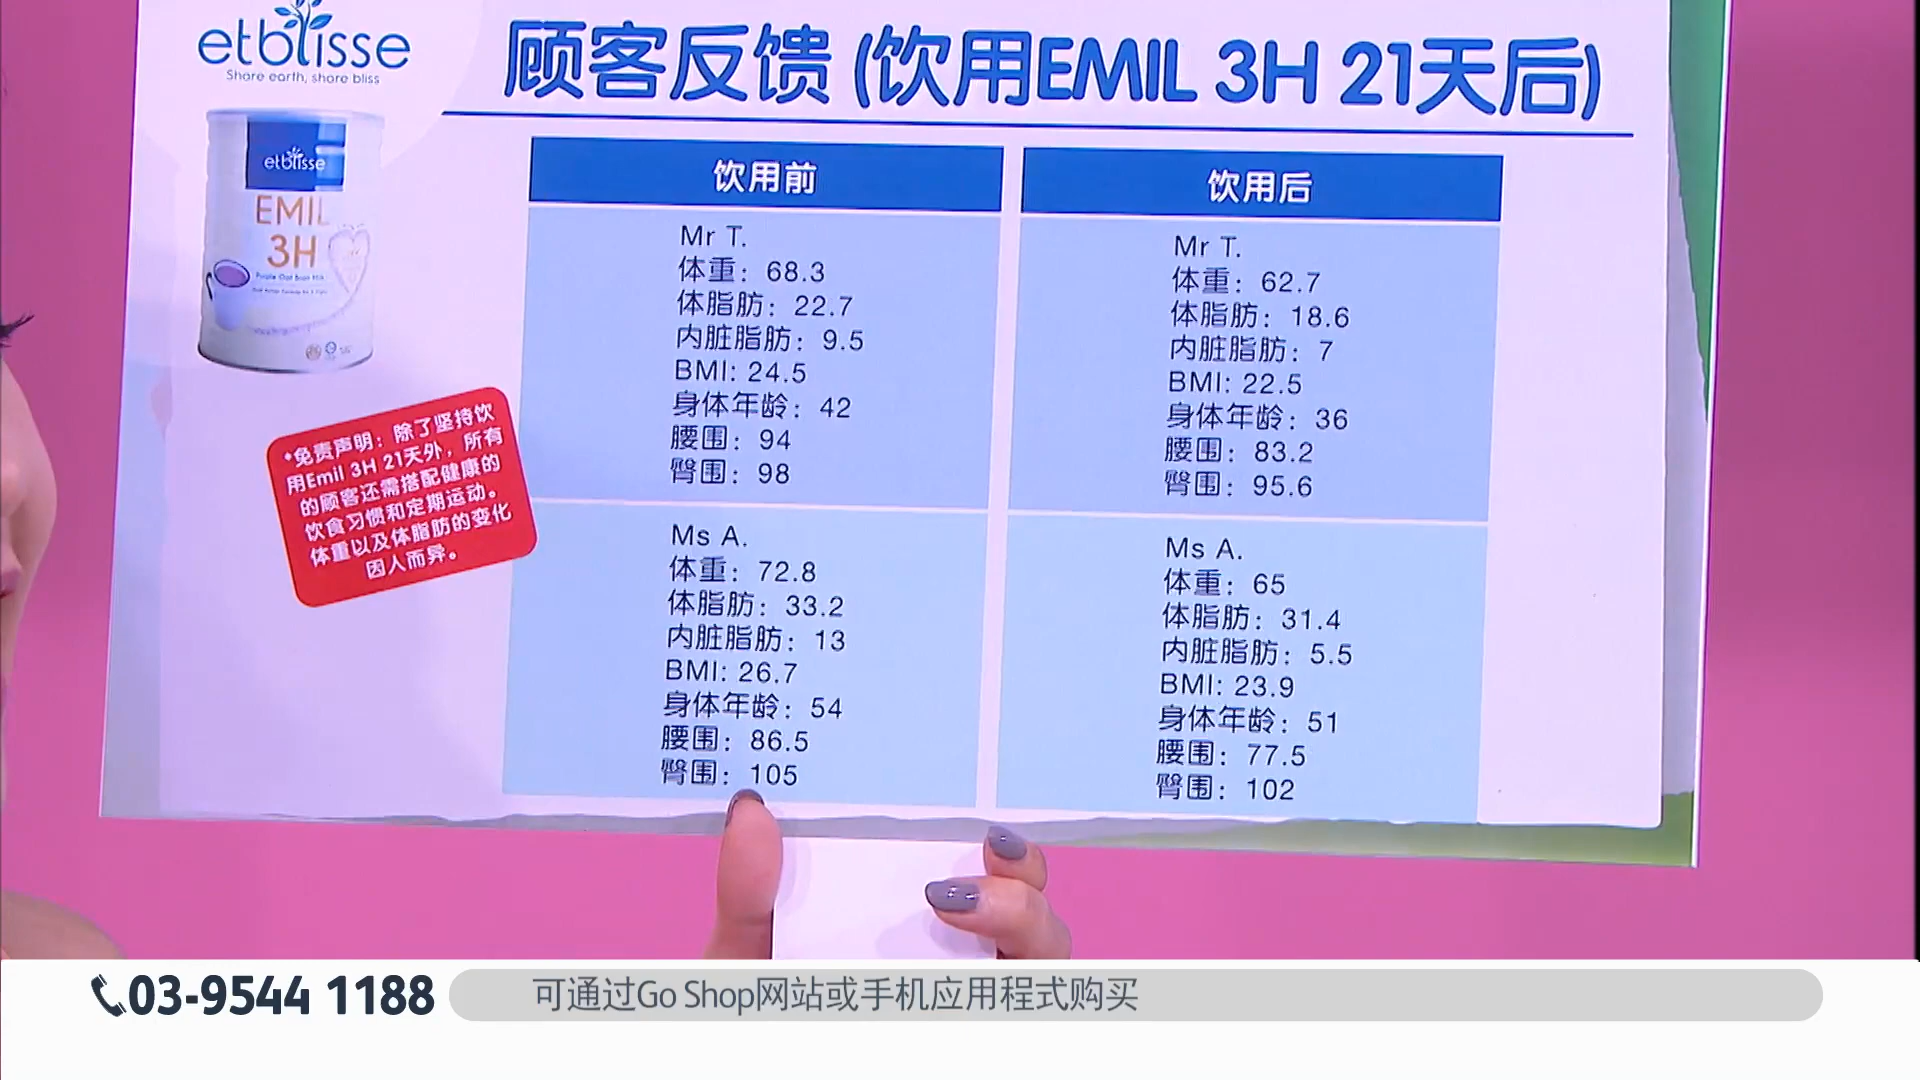 etblisse
Share earth, share bliss
顾客反馈 (饮用EMIL 3H 21天后)
etblisse
EMIL
3H
*免责声明：除了坚持饮
用Emil 3H 21天外，所有
的顾客还需搭配健康的
饮食习惯和定期运动。
体重以及体脂肪的变化
因人而异。
饮用前
Mr T.
体重：68.3
体脂肪：22.7
内脏脂肪：9.5
BMI: 24.5
身体年龄：42
腰围：94
臀围：98
Ms A.
体重：72.8
体脂肪：33.2
内脏脂肪：13
BMI: 26.7
身体年龄：54
腰围：86.5
臀围：105
饮用后
Mr T.
体重：62.7
体脂肪：18.6
内脏脂肪：7
BMI: 22.5
身体年龄：36
腰围：83.2
臀围：95.6
Ms A.
体重：65
体脂肪：31.4
内脏脂肪：5.5
BMI: 23.9
身体年龄：51
腰围：77.5
臀围：102
03-9544 1188
可通过Go Shop网站或手机应用程式购买